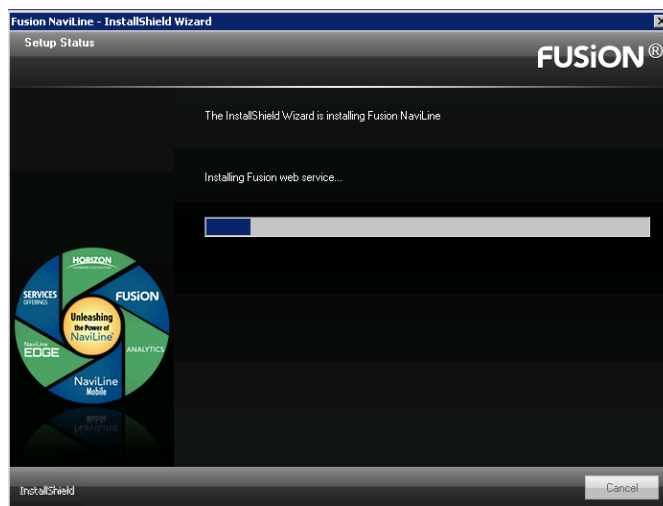 Fusion NaviLine - InstallShield Wizard
Setup Status
FUSiON®
The InstallShield Wizard is installing Fusion NaviLine
Installing Fusion web service...
HORIZON
SERVICES
OFFERINGS
FUSiON
Unleashing
the Power of
NaviLine®
NaviLine
EDGE
ANALYTICS
NaviLine
Mobile
InstallShield
Cancel